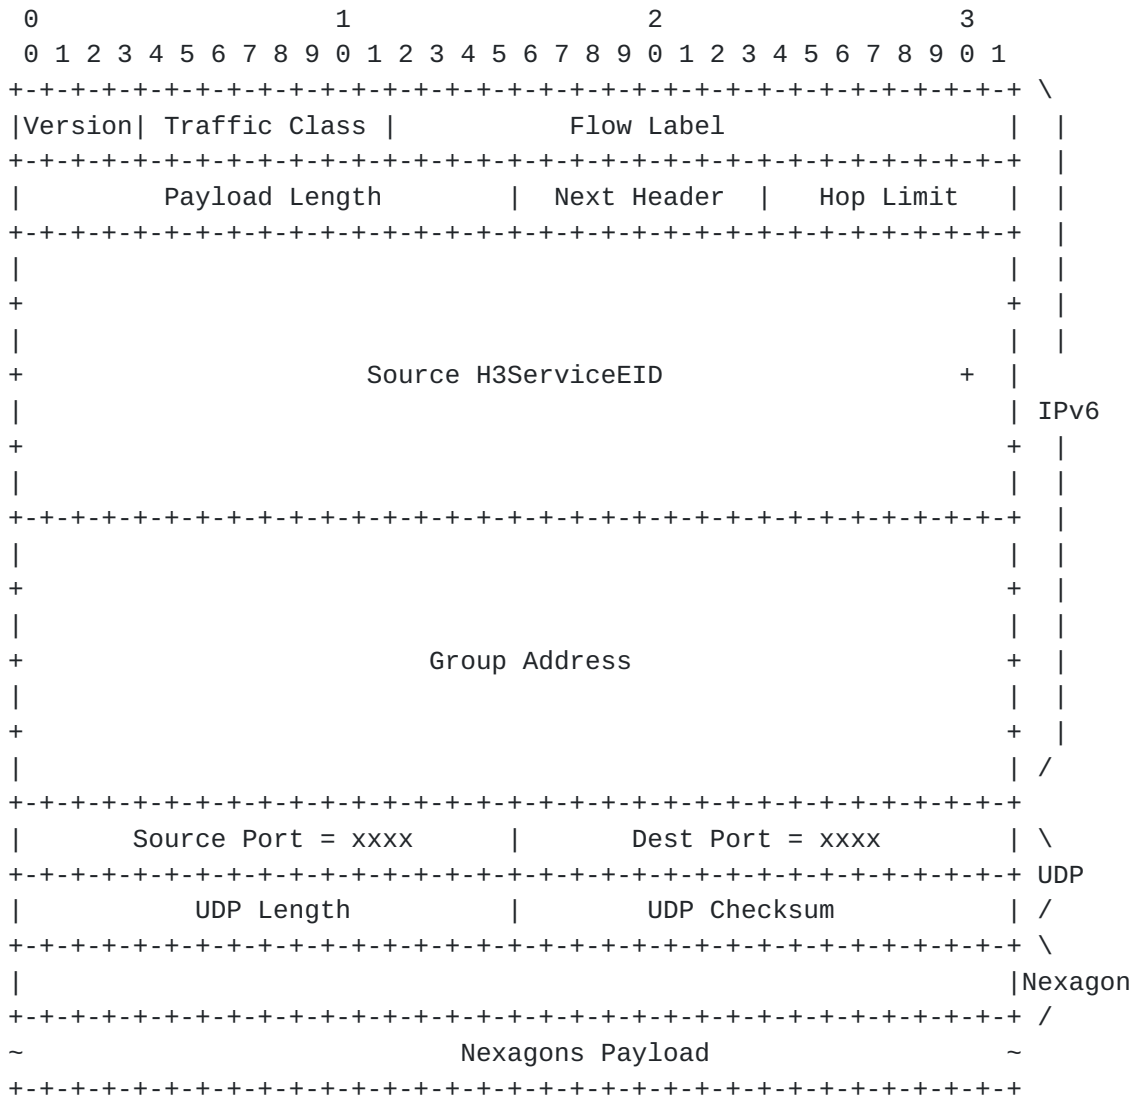 0                   1                   2                   3
 0 1 2 3 4 5 6 7 8 9 0 1 2 3 4 5 6 7 8 9 0 1 2 3 4 5 6 7 8 9 0 1
+-+-+-+-+-+-+-+-+-+-+-+-+-+-+-+-+-+-+-+-+-+-+-+-+-+-+-+-+-+-+-+-+ \
|Version| Traffic Class |           Flow Label                  |  |
+-+-+-+-+-+-+-+-+-+-+-+-+-+-+-+-+-+-+-+-+-+-+-+-+-+-+-+-+-+-+-+-+  |
|         Payload Length        |  Next Header  |   Hop Limit   |  |
+-+-+-+-+-+-+-+-+-+-+-+-+-+-+-+-+-+-+-+-+-+-+-+-+-+-+-+-+-+-+-+-+  |
|                                                               |  |
+                                                               +  |
|                                                               |  |
+                      Source H3ServiceEID                   +  |
|                                                               | IPv6
+                                                               +  |
|                                                               |  |
+-+-+-+-+-+-+-+-+-+-+-+-+-+-+-+-+-+-+-+-+-+-+-+-+-+-+-+-+-+-+-+-+  |
|                                                               |  |
+                                                               +  |
|                                                               |  |
+                          Group Address                        +  |
|                                                               |  |
+                                                               +  |
|                                                               | /
+-+-+-+-+-+-+-+-+-+-+-+-+-+-+-+-+-+-+-+-+-+-+-+-+-+-+-+-+-+-+-+-+
|       Source Port = xxxx      |       Dest Port = xxxx        | \
+-+-+-+-+-+-+-+-+-+-+-+-+-+-+-+-+-+-+-+-+-+-+-+-+-+-+-+-+-+-+-+-+ UDP
|           UDP Length          |        UDP Checksum           | /
+-+-+-+-+-+-+-+-+-+-+-+-+-+-+-+-+-+-+-+-+-+-+-+-+-+-+-+-+-+-+-+-+ \
|                                                               |Nexagon
+-+-+-+-+-+-+-+-+-+-+-+-+-+-+-+-+-+-+-+-+-+-+-+-+-+-+-+-+-+-+-+-+ /
~                            Nexagons Payload                   ~
+-+-+-+-+-+-+-+-+-+-+-+-+-+-+-+-+-+-+-+-+-+-+-+-+-+-+-+-+-+-+-+-+